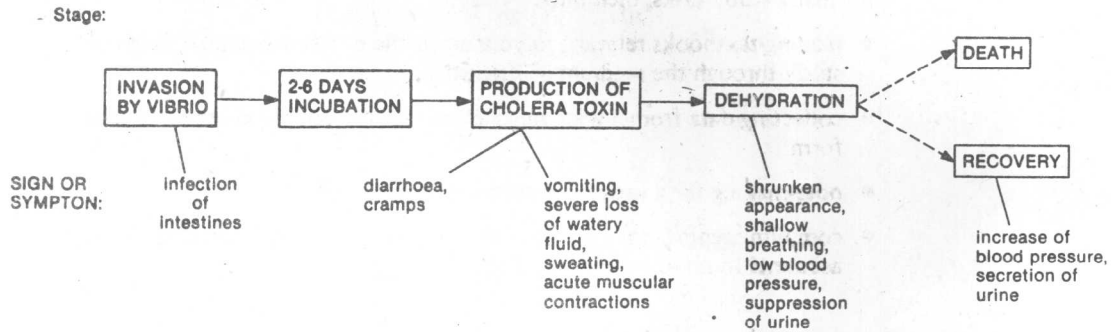 Stage:
INVASION
BY VIBRIO
2-6 DAYS
INCUBATION
PRODUCTION OF
CHOLERA TOXIN
DEHYDRATION
DEATH
RECOVERY
SIGN OR
SYMPTON:
infection
of
intestines
diarrhoea,
cramps
vomiting,
severe loss
of watery
fluid,
sweating,
acute muscular
contractions
shrunken
appearance,
shallow
breathing,
low blood
pressure,
suppression
of urine
increase of
blood pressure,
secretion of
urine